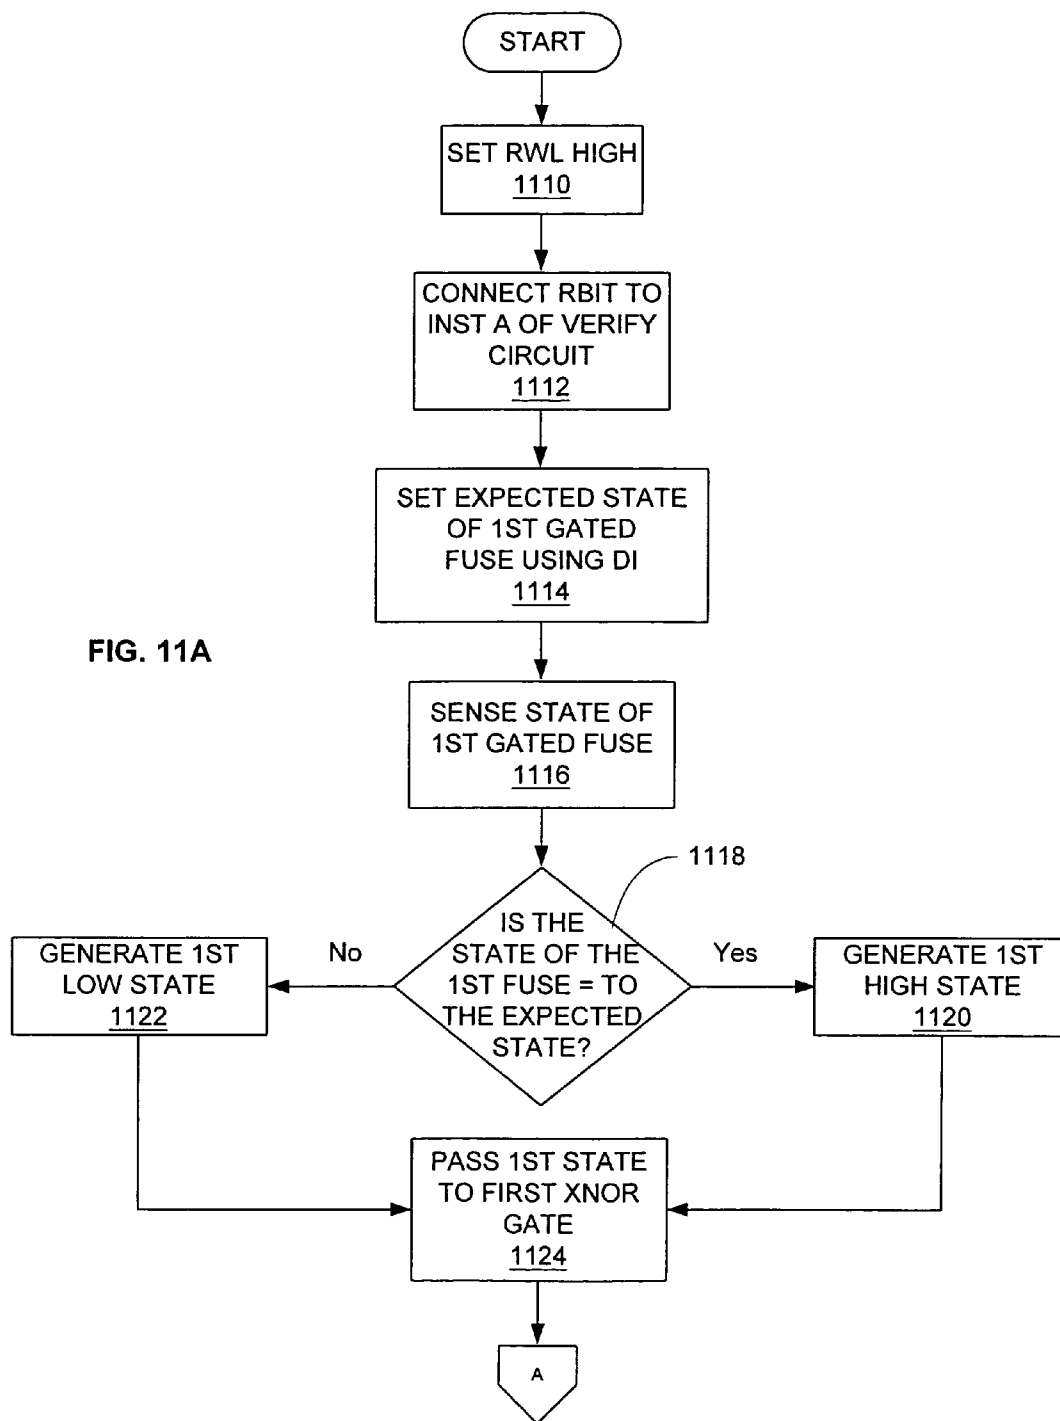 START
SET RWL HIGH
1110
CONNECT RBIT TO
INST A OF VERIFY
CIRCUIT
1112
SET EXPECTED STATE
OF 1ST GATED
FUSE USING DI
1114
FIG. 11A
SENSE STATE OF
1ST GATED FUSE
1116
1118
IS THE
STATE OF THE
1ST FUSE = TO
THE EXPECTED
STATE?
No
Yes
GENERATE 1ST
LOW STATE
1122
GENERATE 1ST
HIGH STATE
1120
PASS 1ST STATE
TO FIRST XNOR
GATE
1124
A